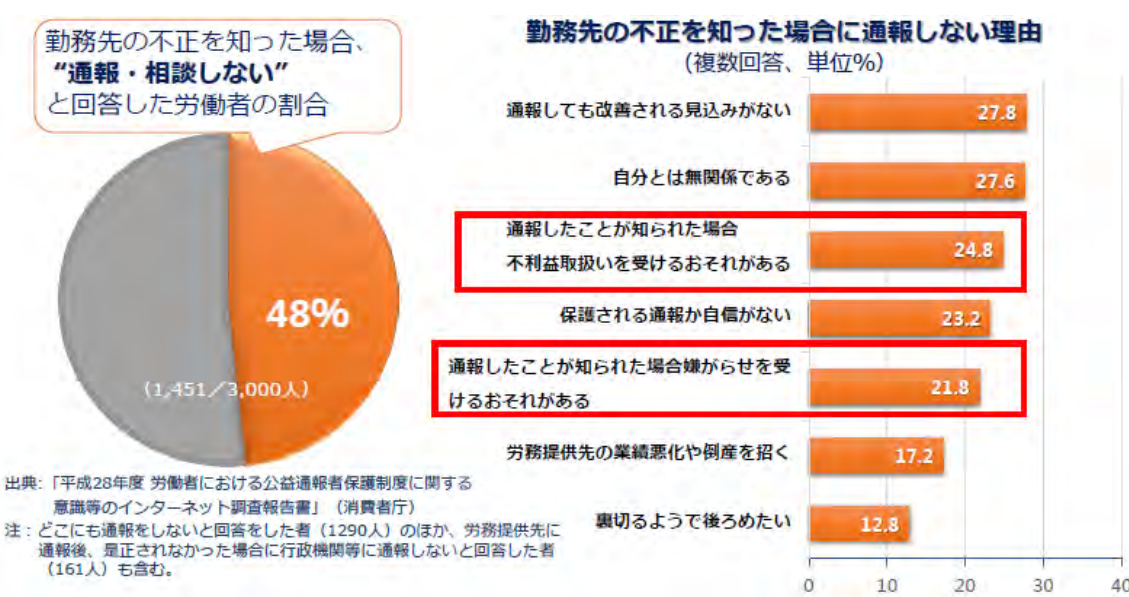 勤務先の不正を知った場合、
“通報・相談しない”
と回答した労働者の割合
48%
(1,451／3,000人)
出典:「平成28年度 労働者における公益通報者保護制度に関する
意識等のインターネット調査報告書」（消費者庁）
注：どこにも通報をしないと回答をした者（1290人）のほか、労務提供先に
通報後、是正されなかった場合に行政機関等に通報しないと回答した者
（161人）も含む。
勤務先の不正を知った場合に通報しない理由
(複数回答、単位%)
通報しても改善される見込みがない 27.8
自分とは無関係である 27.6
通報したことが知られた場合
不利益取扱いを受けるおそれがある 24.8
保護される通報か自信がない 23.2
通報したことが知られた場合嫌がらせを受
けるおそれがある 21.8
労務提供先の業績悪化や倒産を招く 17.2
裏切るようで後ろめたい 12.8
0 10 20 30 40